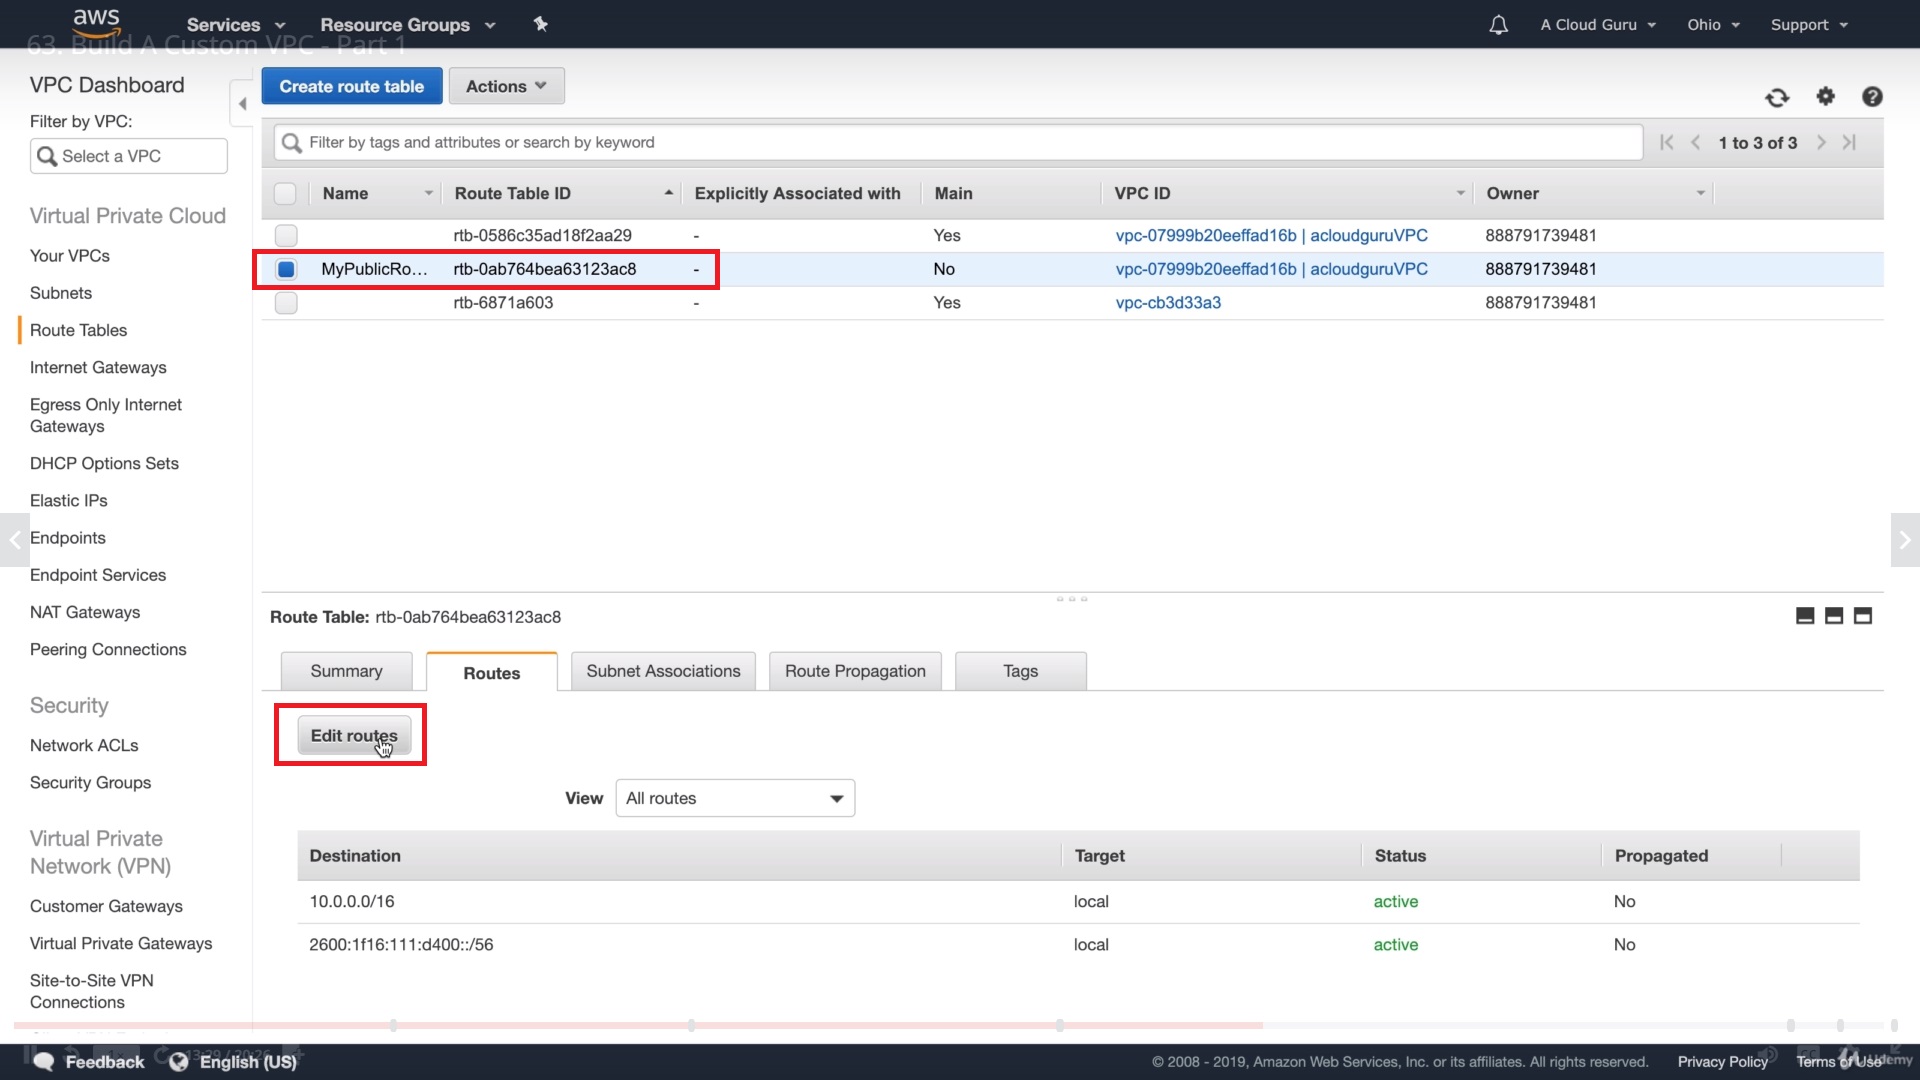 aws
Services
Resource Groups
A Cloud Guru
Ohio
Support
63. Build A Custom VPC - Part 1
VPC Dashboard
Filter by VPC:
Select a VPC
Virtual Private Cloud
Your VPCs
Subnets
Route Tables
Internet Gateways
Egress Only Internet
Gateways
DHCP Options Sets
Elastic IPs
Endpoints
Endpoint Services
NAT Gateways
Peering Connections
Security
Network ACLs
Security Groups
Virtual Private
Network (VPN)
Customer Gateways
Virtual Private Gateways
Site-to-Site VPN
Connections
Create route table
Actions
Filter by tags and attributes or search by keyword
1 to 3 of 3
Name Route Table ID Explicitly Associated with Main VPC ID Owner
rtb-0586c35ad18f2aa29 - Yes vpc-07999b20eeffad16b | acloudguruVPC 888791739481
MyPublicRo... rtb-0ab764bea63123ac8 - No vpc-07999b20eeffad16b | acloudguruVPC 888791739481
rtb-6871a603 - Yes vpc-cb3d33a3 888791739481
Route Table: rtb-0ab764bea63123ac8
Summary Routes Subnet Associations Route Propagation Tags
Edit routes
View All routes
Destination Target Status Propagated
10.0.0.0/16 local active No
2600:1f16:111:d400::/56 local active No
Feedback
English (US)
13:29 / 20:26
© 2008 - 2019, Amazon Web Services, Inc. or its affiliates. All rights reserved.
Privacy Policy
Terms of Use